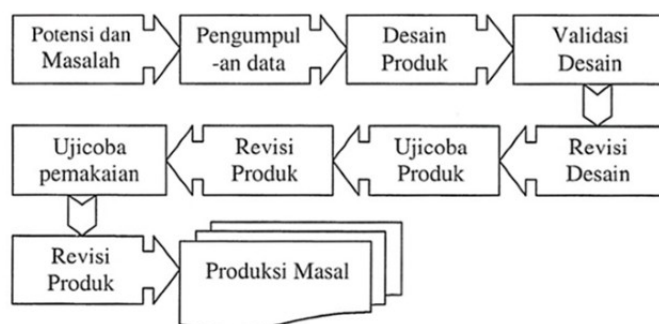 Potensi dan
Masalah
Pengumpul
-an data
Desain
Produk
Validasi
Desain
Revisi
Desain
Ujicoba
Produk
Revisi
Produk
Ujicoba
pemakaian
Revisi
Produk
Produksi Masal